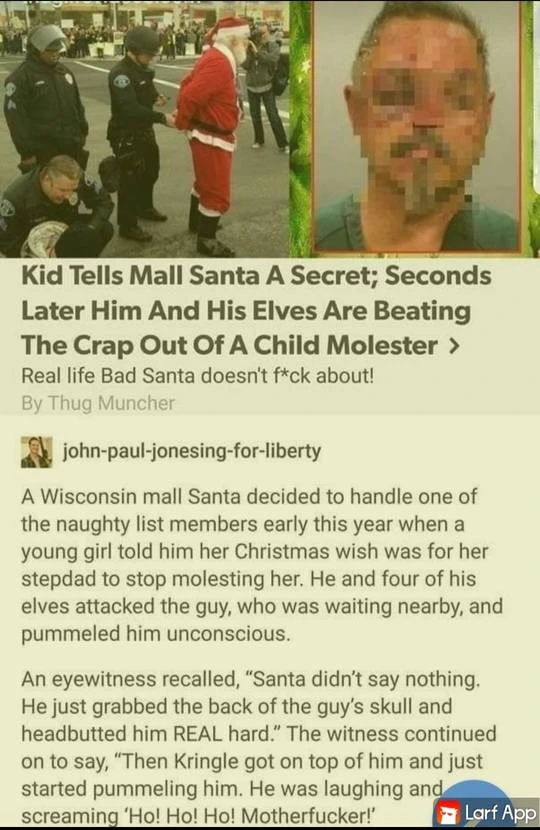 Kid Tells Mall Santa A Secret; Seconds
Later Him And His Elves Are Beating
The Crap Out Of A Child Molester >
Real life Bad Santa doesn't f*ck about!
By Thug Muncher
john-paul-jonesing-for-liberty
A Wisconsin mall Santa decided to handle one of
the naughty list members early this year when a
young girl told him her Christmas wish was for her
stepdad to stop molesting her. He and four of his
elves attacked the guy, who was waiting nearby, and
pummeled him unconscious.
An eyewitness recalled, “Santa didn’t say nothing.
He just grabbed the back of the guy’s skull and
headbutted him REAL hard.” The witness continued
on to say, “Then Kringle got on top of him and just
started pummeling him. He was laughing and
screaming ‘Ho! Ho! Ho! Motherfucker!’
Larf App